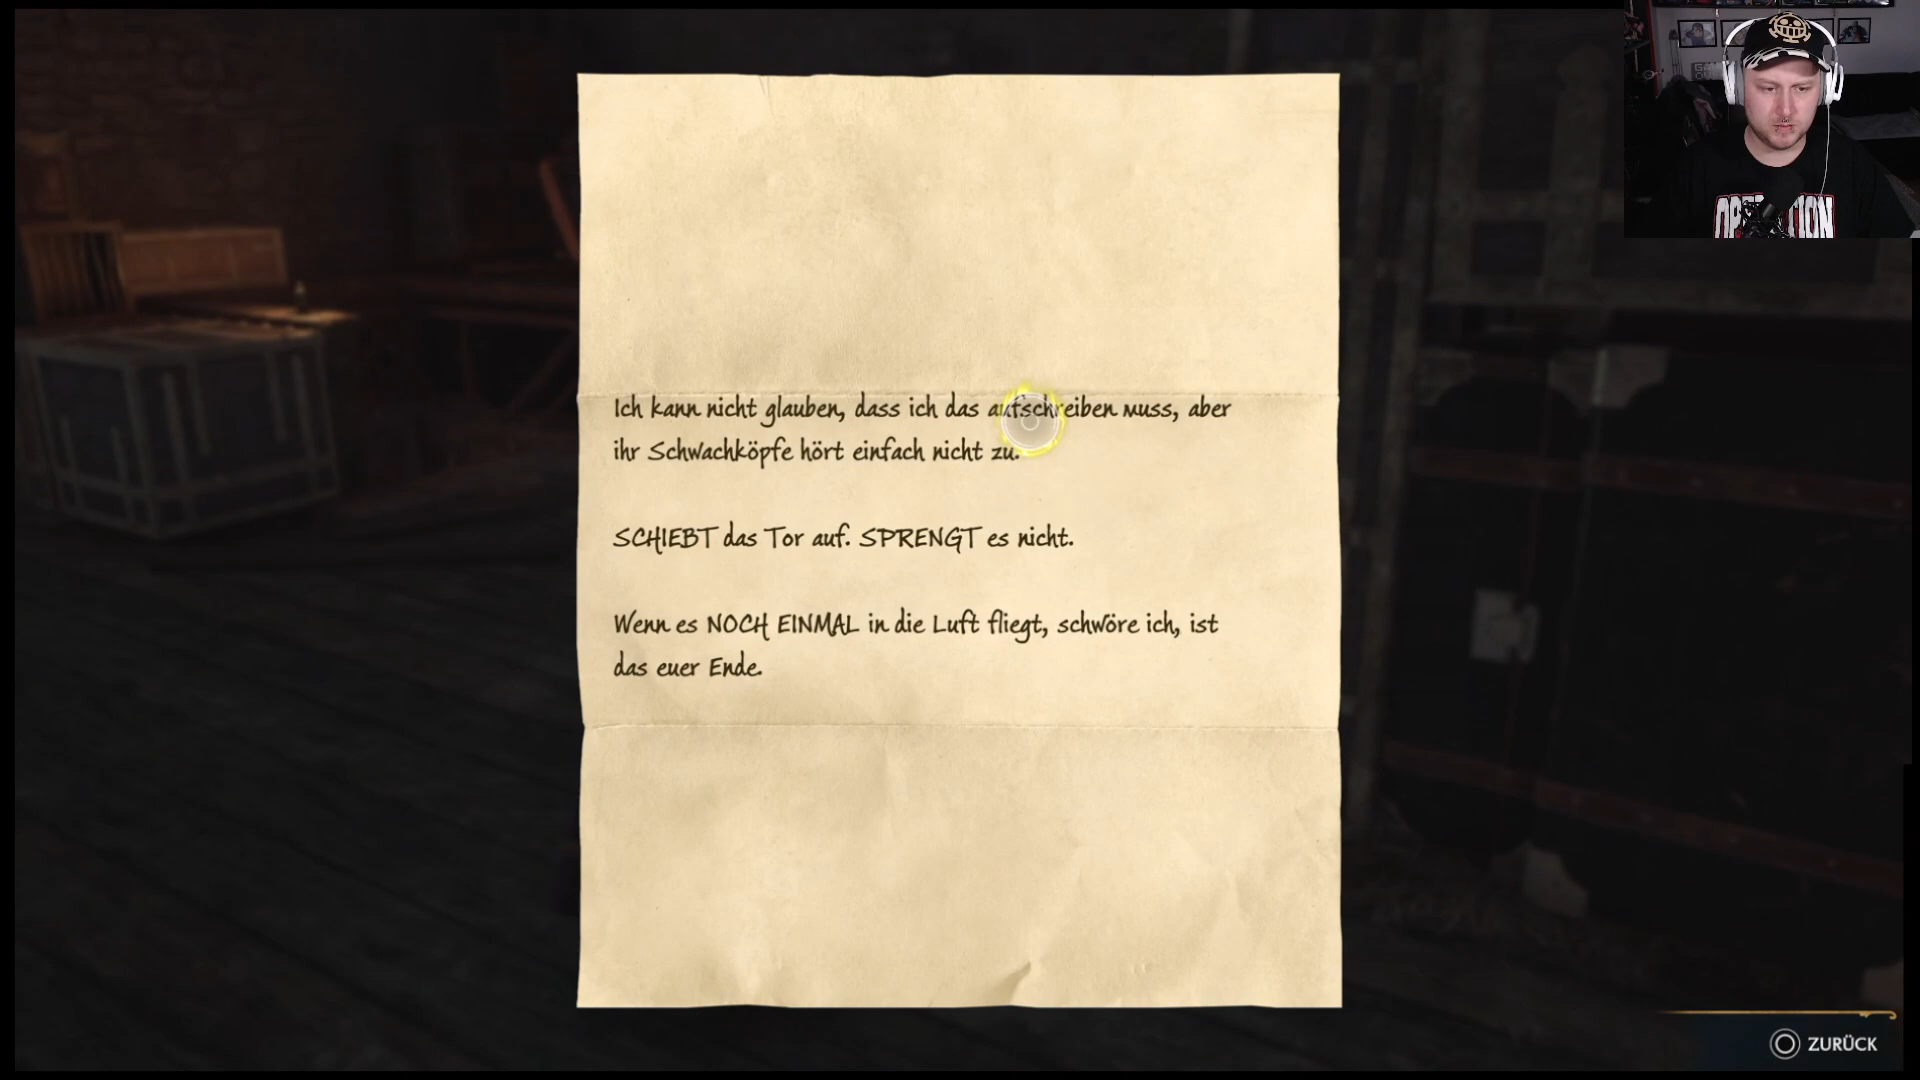 Ich kann nicht glauben, dass ich das aufschreiben muss, aber
ihr Schwachköpfe hört einfach nicht zu.
SCHIEBT das Tor auf. SPRENGT es nicht.
Wenn es NOCH EINMAL in die Luft fliegt, schwöre ich, ist
das euer Ende.
ZURÜCK